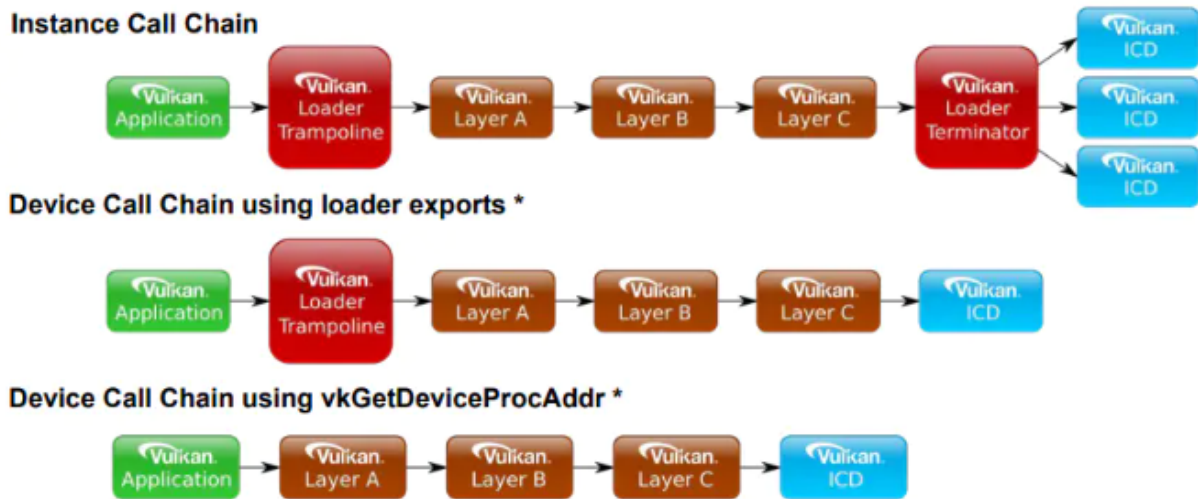 Instance Call Chain
Vulkan. Application
Vulkan. Loader Trampoline
Vulkan. Layer A
Vulkan. Layer B
Vulkan. Layer C
Vulkan. Loader Terminator
Vulkan. ICD
Vulkan. ICD
Vulkan. ICD
Device Call Chain using loader exports *
Vulkan. Application
Vulkan. Loader Trampoline
Vulkan. Layer A
Vulkan. Layer B
Vulkan. Layer C
Vulkan. ICD
Device Call Chain using vkGetDeviceProcAddr *
Vulkan. Application
Vulkan. Layer A
Vulkan. Layer B
Vulkan. Layer C
Vulkan. ICD